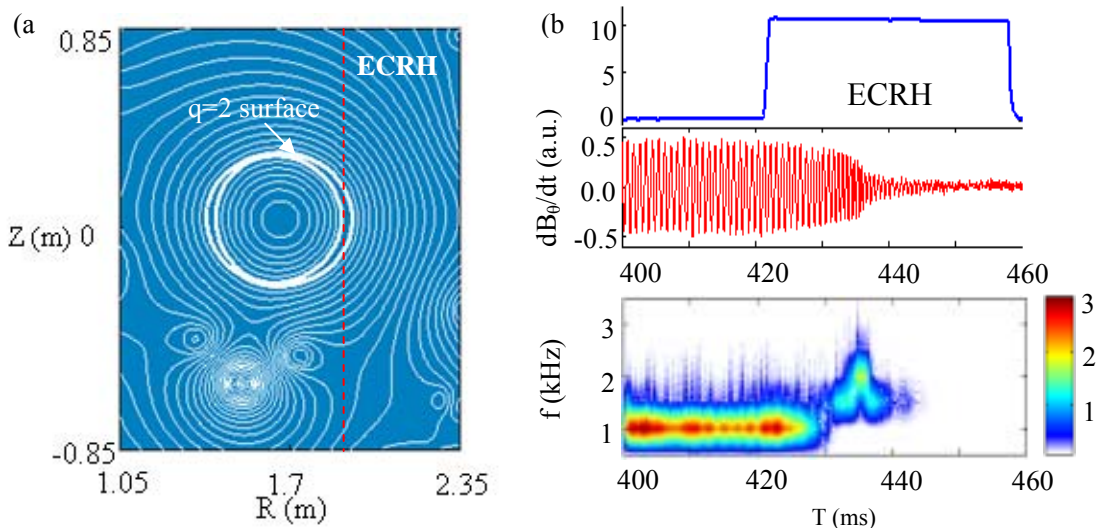 (a
0.85
ECRH
q=2 surface
Z (m) 0
-0.85
1.05 1.7 2.35
R (m)
(b)
10
5
0
ECRH
dBθ/dt (a.u.)
0.5
0.0
-0.5
400 420 440 460
f (kHz)
3
2
1
400 420 440 460
T (ms)
3
2
1